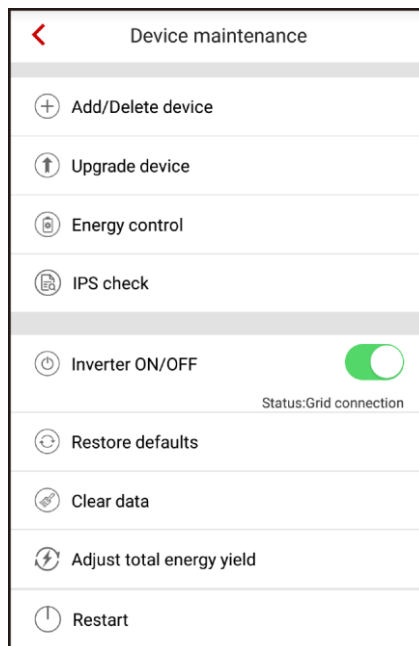 Device maintenance
Add/Delete device
Upgrade device
Energy control
IPS check
Inverter ON/OFF
Status:Grid connection
Restore defaults
Clear data
Adjust total energy yield
Restart